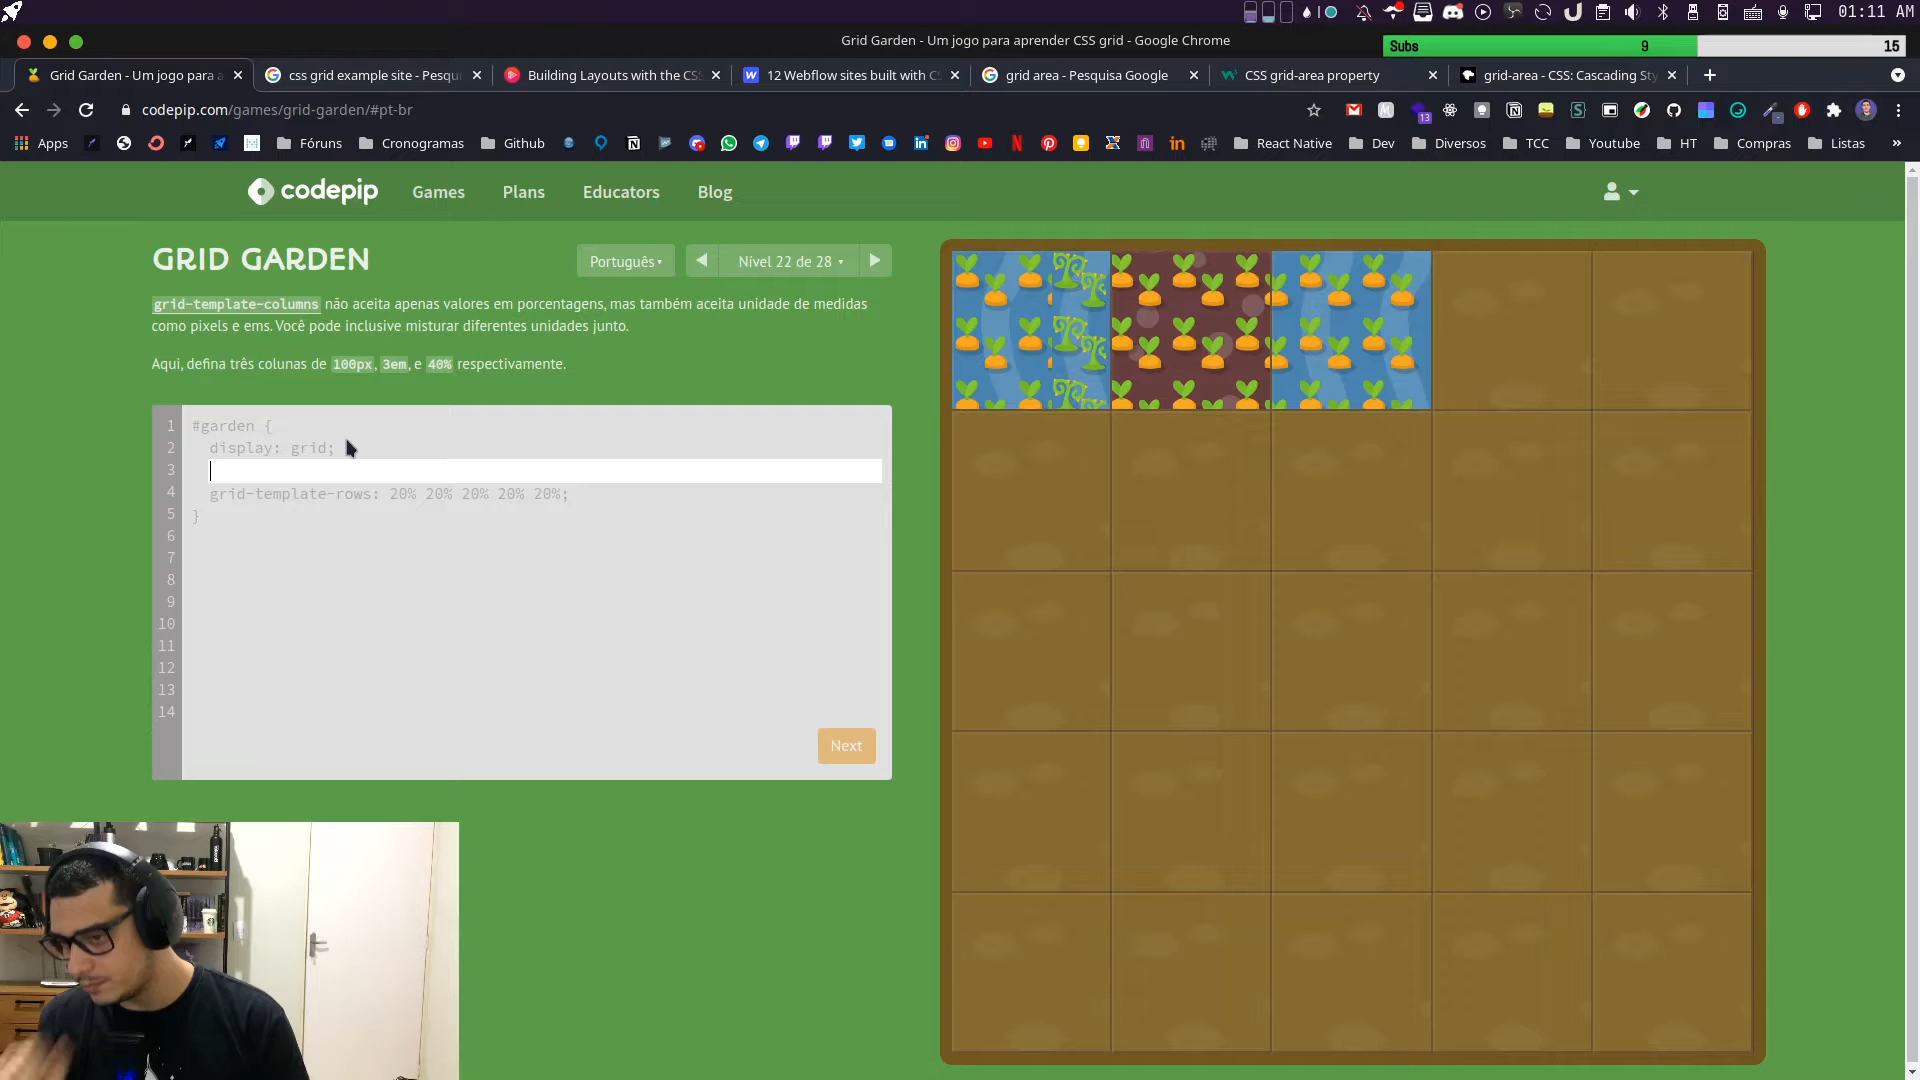 01:11 AM
Grid Garden - Um jogo para aprender CSS grid - Google Chrome
Subs 9 15
Grid Garden - Um jogo para a
css grid example site - Pesqu
Building Layouts with the CS
12 Webflow sites built with C
grid area - Pesquisa Google
CSS grid-area property
grid-area - CSS: Cascading Sty
codepip.com/games/grid-garden/#pt-br
13
Apps
Fóruns
Cronogramas
Github
React Native
Dev
Diversos
TCC
Youtube
HT
Compras
Listas
codepip
Games
Plans
Educators
Blog
GRID GARDEN
Português
Nível 22 de 28
grid-template-columns não aceita apenas valores em porcentagens, mas também aceita unidade de medidas
como pixels e ems. Você pode inclusive misturar diferentes unidades junto.
Aqui, defina três colunas de 100px, 3em, e 40% respectivamente.
1 #garden {
2 display: grid;
3
4 grid-template-rows: 20% 20% 20% 20% 20%;
5 }
6
7
8
9
10
11
12
13
14
Next